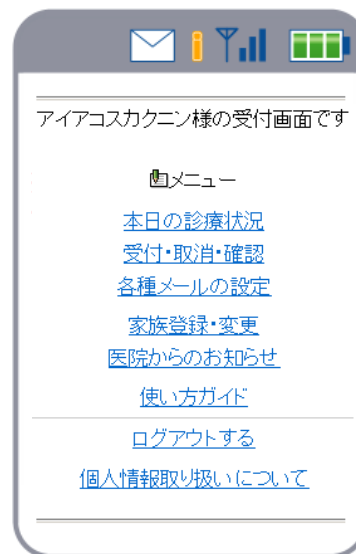 アイアコスカクニン様の受付画面です
メニュー
本日の診療状況
受付・取消・確認
各種メールの設定
家族登録・変更
医院からのお知らせ
使い方ガイド
ログアウトする
個人情報取り扱いについて